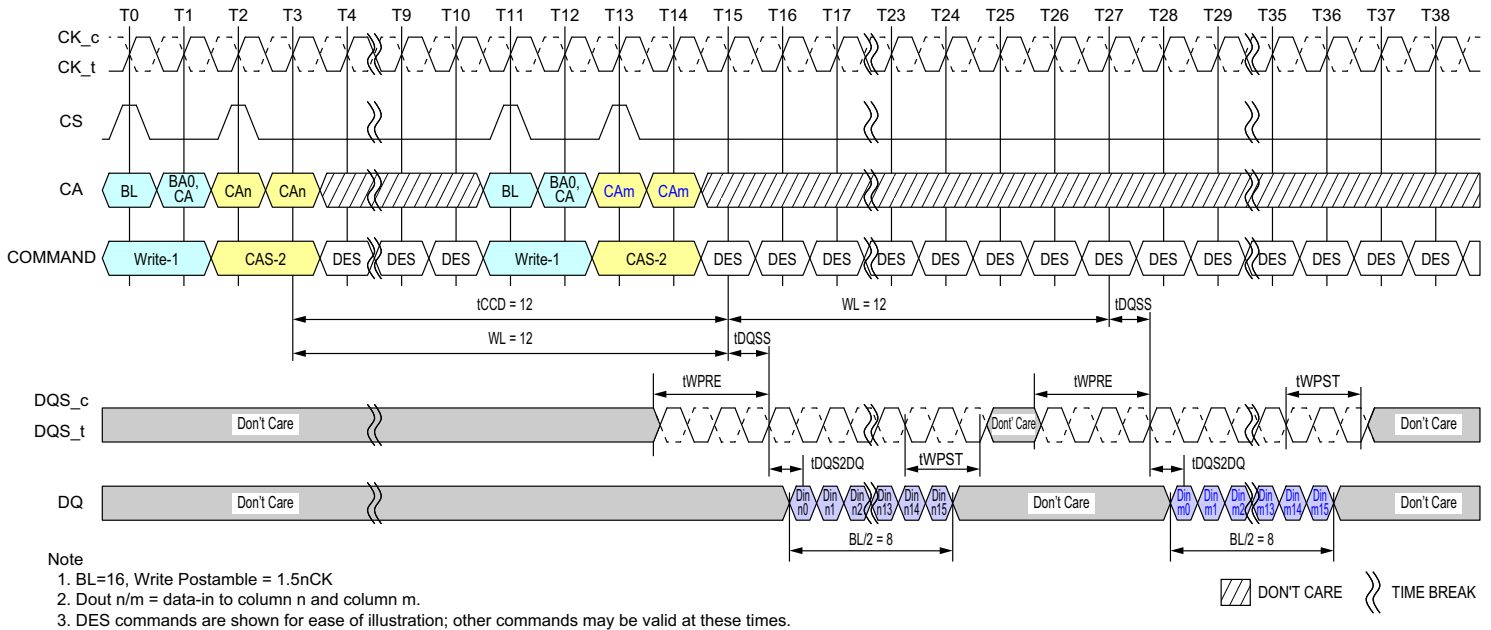 T0 T1 T2 T3 T4 T9 T10 T11 T12 T13 T14 T15 T16 T17 T23 T24 T25 T26 T27 T28 T29 T35 T36 T37 T38
CK_c
CK_t
CS
CA BL BA0, CA CAn CAn BL BA0, CA CAm CAm
COMMAND Write-1 CAS-2 DES DES DES Write-1 CAS-2 DES DES DES DES DES DES DES DES DES DES DES DES DES DES
tCCD = 12 WL = 12 tDQSS
WL = 12 tDQSS
tWPRE tWPRE tWPST
DQS_c
DQS_t
Don't Care Dont' Care Don't Care
tDQS2DQ tWPST tDQS2DQ
DQ Don't Care Din n0 Din n1 Din n2 Din n13 Din n14 Din n15 Don't Care Din m0 Din m1 Din m2 Din m13 Din m14 Din m15 Don't Care
BL/2 = 8 BL/2 = 8
Note
1. BL=16, Write Postamble = 1.5nCK
2. Dout n/m = data-in to column n and column m.
3. DES commands are shown for ease of illustration; other commands may be valid at these times.
DON'T CARE TIME BREAK